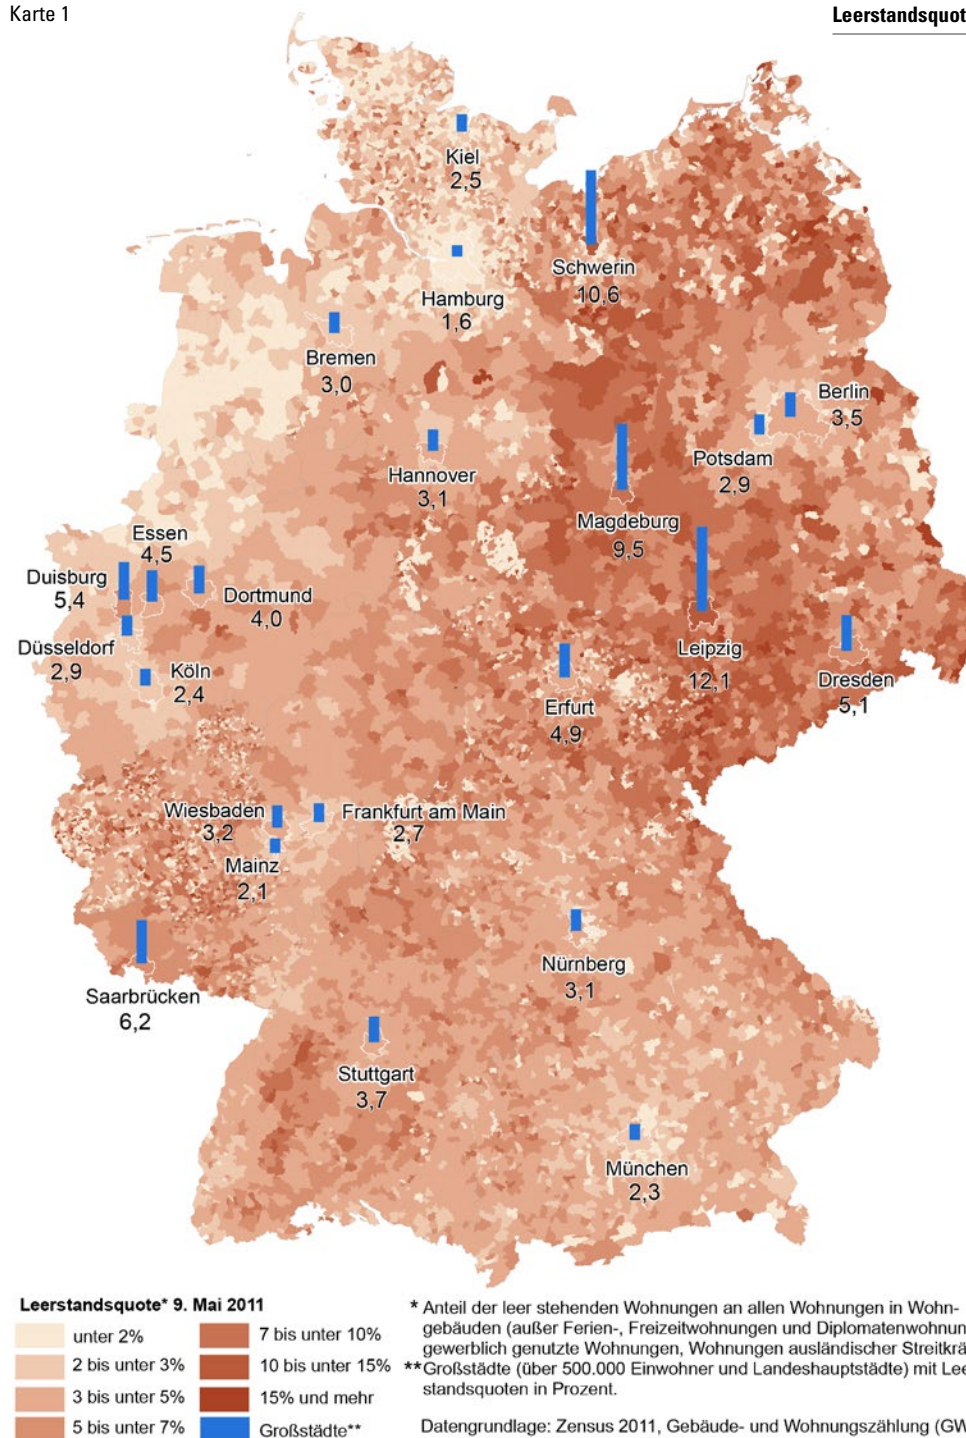 Karte 1
Leerstandsquot
Kiel
2,5
Schwerin
10,6
Hamburg
1,6
Bremen
3,0
Berlin
3,5
Potsdam
2,9
Hannover
3,1
Magdeburg
9,5
Essen
4,5
Duisburg
5,4
Dortmund
4,0
Düsseldorf
2,9
Köln
2,4
Leipzig
12,1
Dresden
5,1
Erfurt
4,9
Wiesbaden
3,2
Frankfurt am Main
2,7
Mainz
2,1
Nürnberg
3,1
Saarbrücken
6,2
Stuttgart
3,7
München
2,3
Leerstandsquote* 9. Mai 2011
unter 2%
2 bis unter 3%
3 bis unter 5%
5 bis unter 7%
7 bis unter 10%
10 bis unter 15%
15% und mehr
Großstädte**
* Anteil der leer stehenden Wohnungen an allen Wohnungen in Wohn-
gebäuden (außer Ferien-, Freizeitwohnungen und Diplomatenwohnun
gewerblich genutzte Wohnungen, Wohnungen ausländischer Streitkrä
**Großstädte (über 500.000 Einwohner und Landeshauptstädte) mit Lee
standsquoten in Prozent.
Datengrundlage: Zensus 2011, Gebäude- und Wohnungszählung (GW